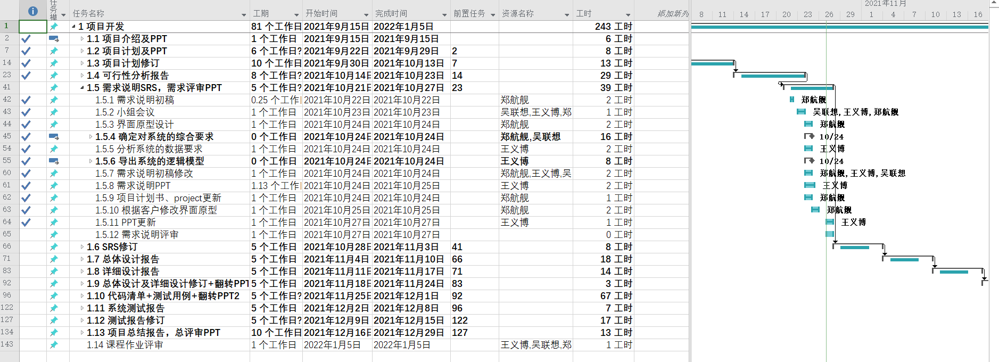 任务模 任务名称 工期 开始时间 完成时间 前置任务 资源名称 工时 添加新列
2021年11月
8 11 14 17 20 23 26 29 1 4 7 10 13 16
1 1 项目开发 81 个工作日 2021年9月15日 2022年1月5日 243 工时
2 1.1 项目介绍及PPT 1 个工作日 2021年9月15日 2021年9月15日 6 工时
7 1.2 项目计划及PPT 6 个工作日? 2021年9月22日 2021年9月29日 2 8 工时
14 1.3 项目计划修订 10 个工作日 2021年9月30日 2021年10月13日 7 13 工时
23 1.4 可行性分析报告 8 个工作日? 2021年10月14日 2021年10月23日 14 29 工时
41 1.5 需求说明SRS，需求评审PPT 5 个工作日? 2021年10月21日 2021年10月27日 23 39 工时
42 1.5.1 需求说明初稿 0.25 个工作日 2021年10月22日 2021年10月22日 郑航舰 2 工时 郑航舰
43 1.5.2 小组会议 1 个工作日 2021年10月23日 2021年10月23日 吴联想,王义博,郑 1 工时 吴联想,王义博,郑航舰
44 1.5.3 界面原型设计 1 个工作日 2021年10月24日 2021年10月24日 郑航舰 2 工时 郑航舰
45 1.5.4 确定对系统的综合要求 0 个工作日 2021年10月24日 2021年10月24日 郑航舰,吴联想 16 工时 10/24
54 1.5.5 分析系统的数据要求 1 个工作日 2021年10月24日 2021年10月24日 王义博 2 工时 王义博
55 1.5.6 导出系统的逻辑模型 0 个工作日 2021年10月24日 2021年10月24日 王义博 8 工时 10/24
60 1.5.7 需求说明初稿修改 1 个工作日 2021年10月24日 2021年10月24日 郑航舰,王义博,吴 2 工时 郑航舰,王义博,吴联想
61 1.5.8 需求说明PPT 1.13 个工作 2021年10月24日 2021年10月25日 王义博 2 工时 王义博
62 1.5.9 项目计划书、project更新 1 个工作日 2021年10月24日 2021年10月24日 郑航舰 1 工时 郑航舰
63 1.5.10 根据客户修改界面原型 1 个工作日 2021年10月25日 2021年10月25日 郑航舰 2 工时 郑航舰
64 1.5.11 PPT更新 1 个工作日 2021年10月27日 2021年10月27日 王义博 1 工时 王义博
65 1.5.12 需求说明评审 1 个工作日 2021年10月27日 2021年10月27日 0 工时
66 1.6 SRS修订 5 个工作日 2021年10月28日 2021年11月3日 41 8 工时
71 1.7 总体设计报告 5 个工作日 2021年11月4日 2021年11月10日 66 18 工时
83 1.8 详细设计报告 5 个工作日 2021年11月11日 2021年11月17日 71 14 工时
92 1.9 总体设计及详细设计修订+翻转PPT 5 个工作日 2021年11月18日 2021年11月24日 83 3 工时
96 1.10 代码清单+测试用例+翻转PPT2 5 个工作日? 2021年11月25日 2021年12月1日 92 67 工时
122 1.11 系统测试报告 5 个工作日 2021年12月2日 2021年12月8日 96 7 工时
127 1.12 测试报告修订 5 个工作日? 2021年12月9日 2021年12月15日 122 17 工时
134 1.13 项目总结报告，总评审PPT 10 个工作日 2021年12月16日 2021年12月29日 127 13 工时
143 1.14 课程作业评审 1 个工作日 2022年1月5日 2022年1月5日 王义博,吴联想,郑 1 工时